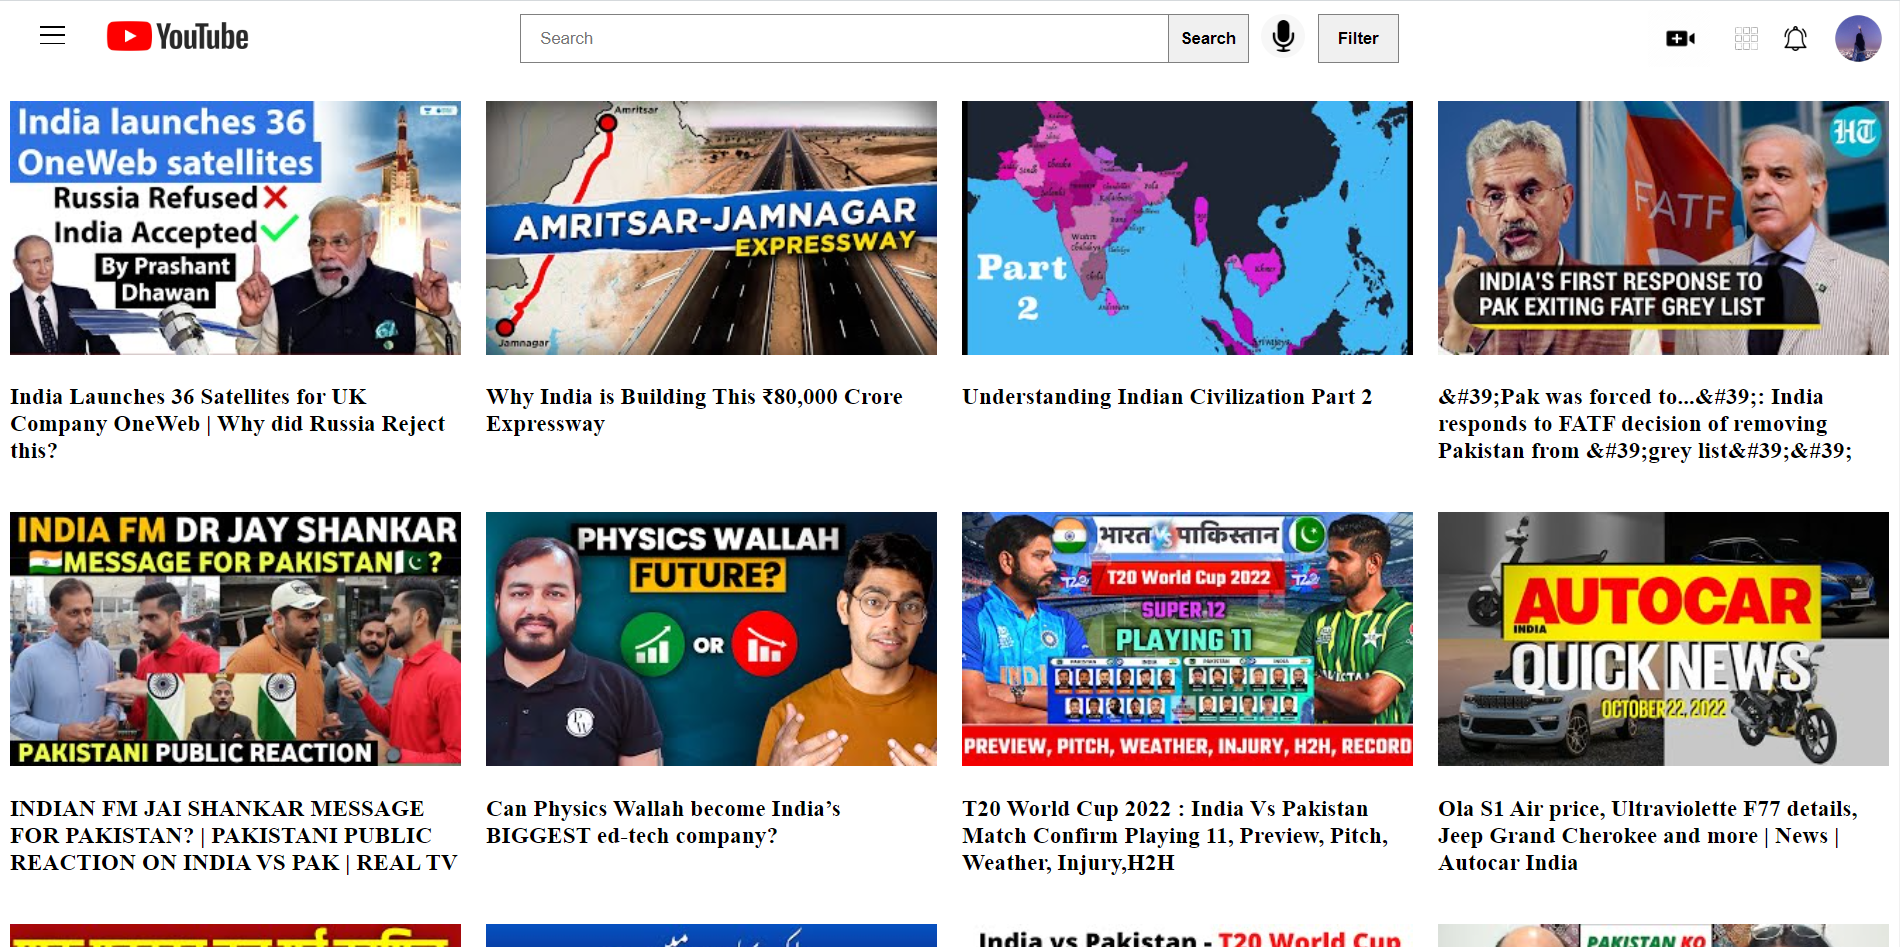 YouTube
Search
Search
Filter
India launches 36
OneWeb satellites
Russia Refused
India Accepted
By Prashant
Dhawan
Amritsar
AMRITSAR-JAMNAGAR
EXPRESSWAY
Jamnagar
Part
2
HT
FATF
INDIA'S FIRST RESPONSE TO
PAK EXITING FATF GREY LIST
India Launches 36 Satellites for UK
Company OneWeb | Why did Russia Reject
this?
Why India is Building This ₹80,000 Crore
Expressway
Understanding Indian Civilization Part 2
&#39;Pak was forced to...&#39;: India
responds to FATF decision of removing
Pakistan from &#39;grey list&#39;&#39;
INDIA FM DR JAY SHANKAR
MESSAGE FOR PAKISTAN ?
PAKISTANI PUBLIC REACTION
PHYSICS WALLAH
FUTURE?
OR
भारत Vs पाकिस्तान
T20 World Cup 2022
SUPER 12
PLAYING 11
PREVIEW, PITCH, WEATHER, INJURY, H2H, RECORD
AUTOCAR
INDIA
QUICK NEWS
OCTOBER 22, 2022
INDIAN FM JAI SHANKAR MESSAGE
FOR PAKISTAN? | PAKISTANI PUBLIC
REACTION ON INDIA VS PAK | REAL TV
Can Physics Wallah become India’s
BIGGEST ed-tech company?
T20 World Cup 2022 : India Vs Pakistan
Match Confirm Playing 11, Preview, Pitch,
Weather, Injury,H2H
Ola S1 Air price, Ultraviolette F77 details,
Jeep Grand Cherokee and more | News |
Autocar India
India vs Pakistan - T20 World Cup
PAKISTAN KO